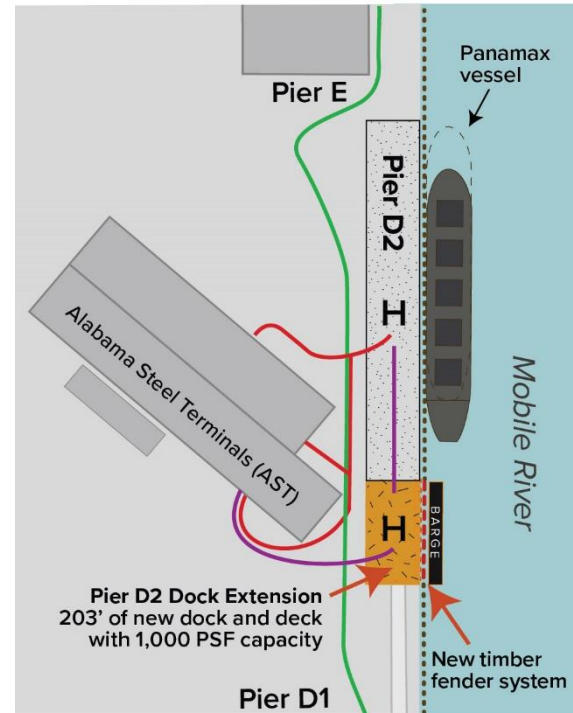 Panamax
vessel
Pier E
Pier D2
H
Alabama Steel Terminals (AST)
Mobile River
H
BARGE
Pier D2 Dock Extension
203' of new dock and deck
with 1,000 PSF capacity
New timber
fender system
Pier D1